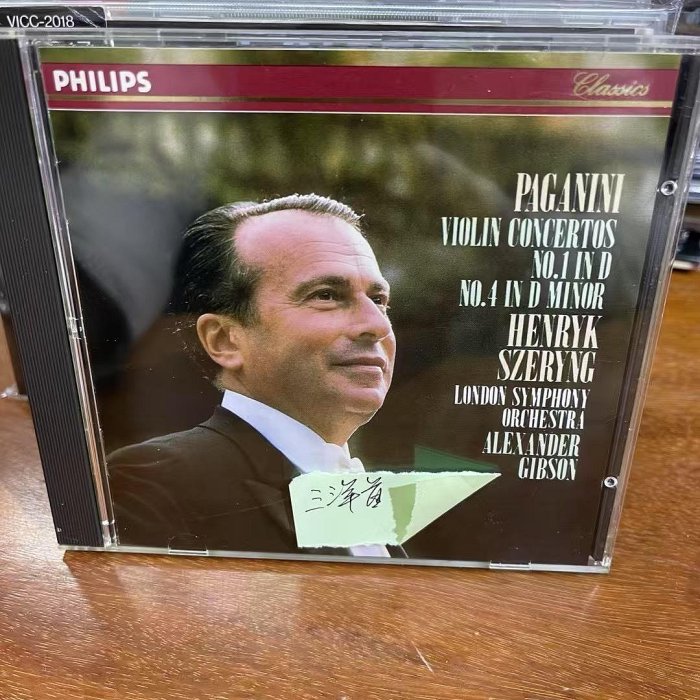 VICC-2018
PHILIPS
Classics
PAGANINI
VIOLIN CONCERTOS
NO.1 IN D
NO.4 IN D MINOR
HENRYK
SZERYNG
LONDON SYMPHONY
ORCHESTRA
ALEXANDER
GIBSON
三洋首